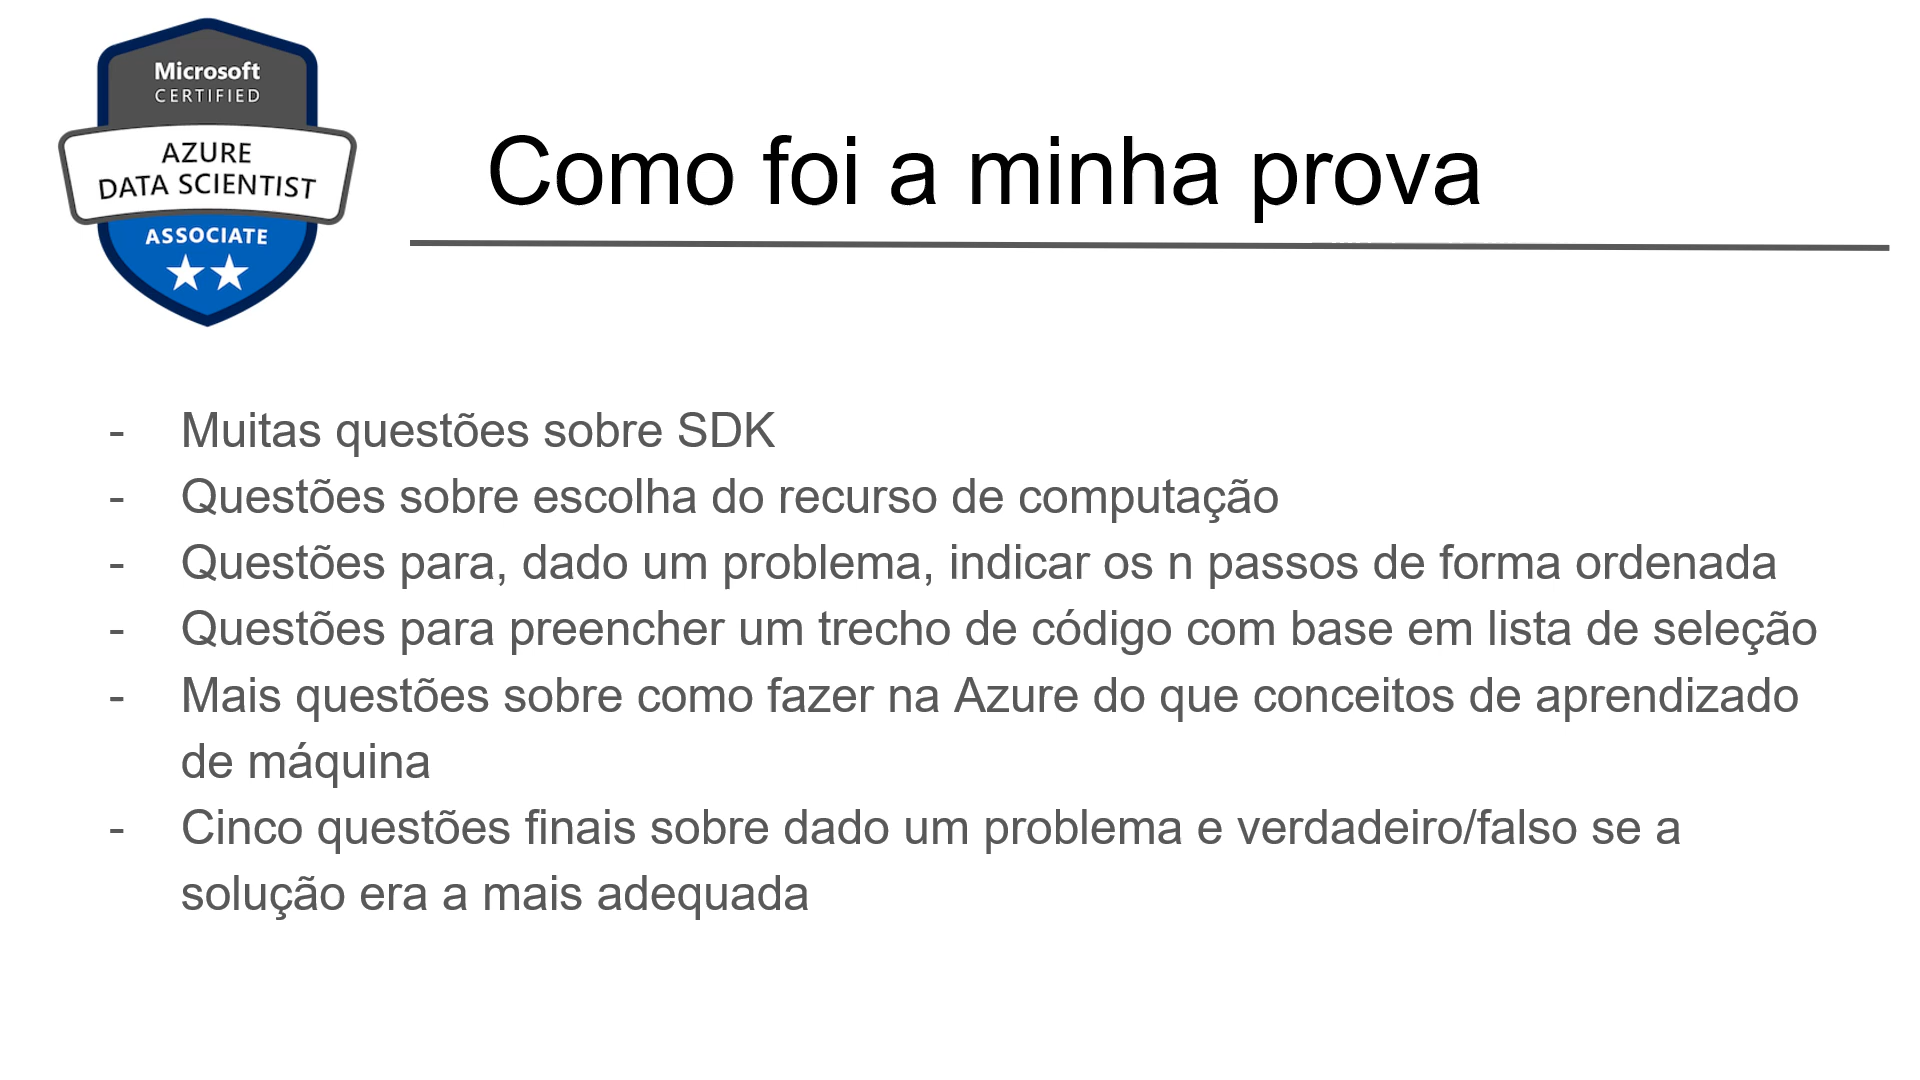 Microsoft
CERTIFIED
AZURE
DATA SCIENTIST
ASSOCIATE
Como foi a minha prova
- Muitas questões sobre SDK
- Questões sobre escolha do recurso de computação
- Questões para, dado um problema, indicar os n passos de forma ordenada
- Questões para preencher um trecho de código com base em lista de seleção
- Mais questões sobre como fazer na Azure do que conceitos de aprendizado
de máquina
- Cinco questões finais sobre dado um problema e verdadeiro/falso se a
solução era a mais adequada